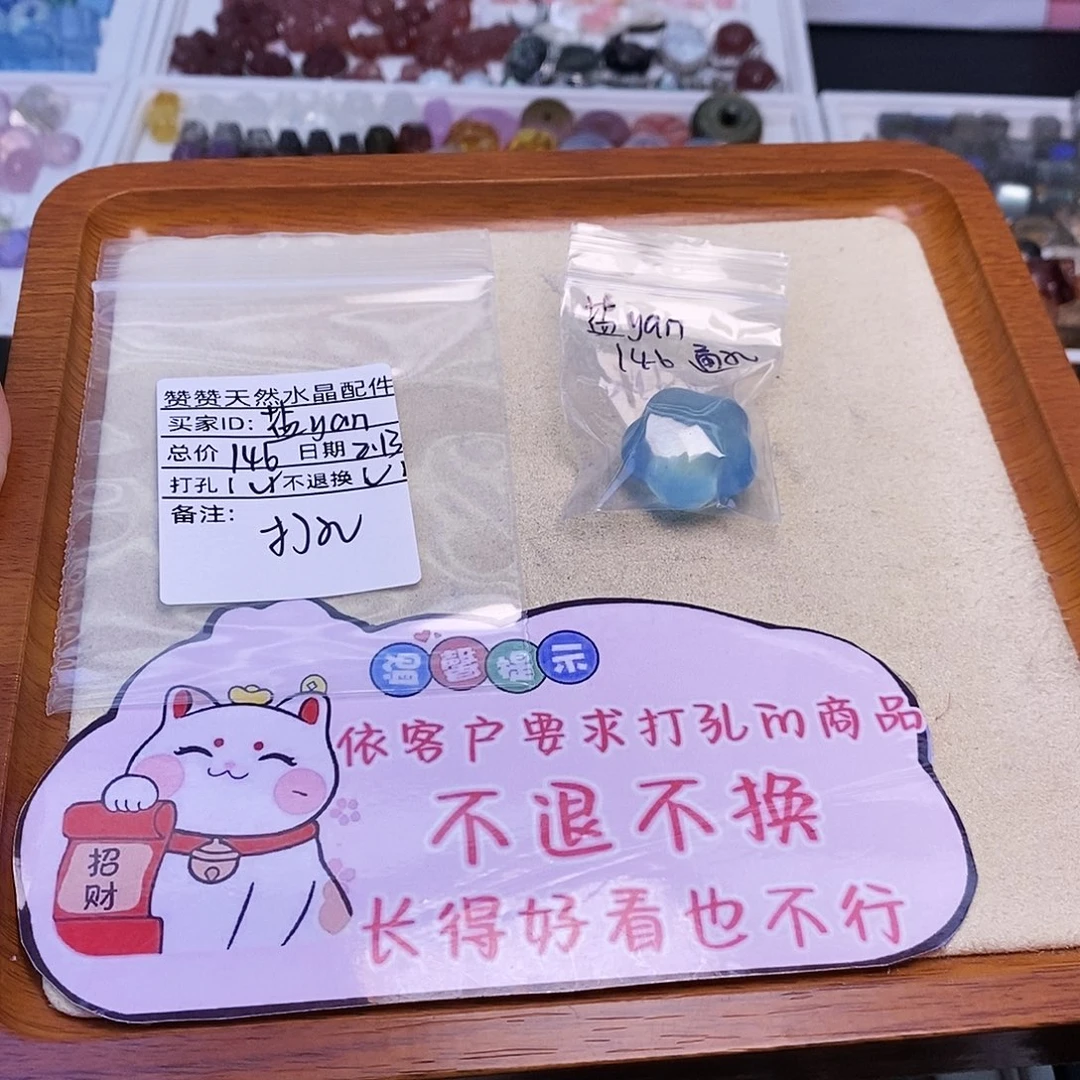 盐yan
146 通孔
赞赞天然水晶配件
买家ID: 盐yan
总价 146 日期 2.13
打孔 1 不退换
备注:
打孔
温馨提示
依客户要求打孔的商品
不退不换
长得好看也不行
招
财